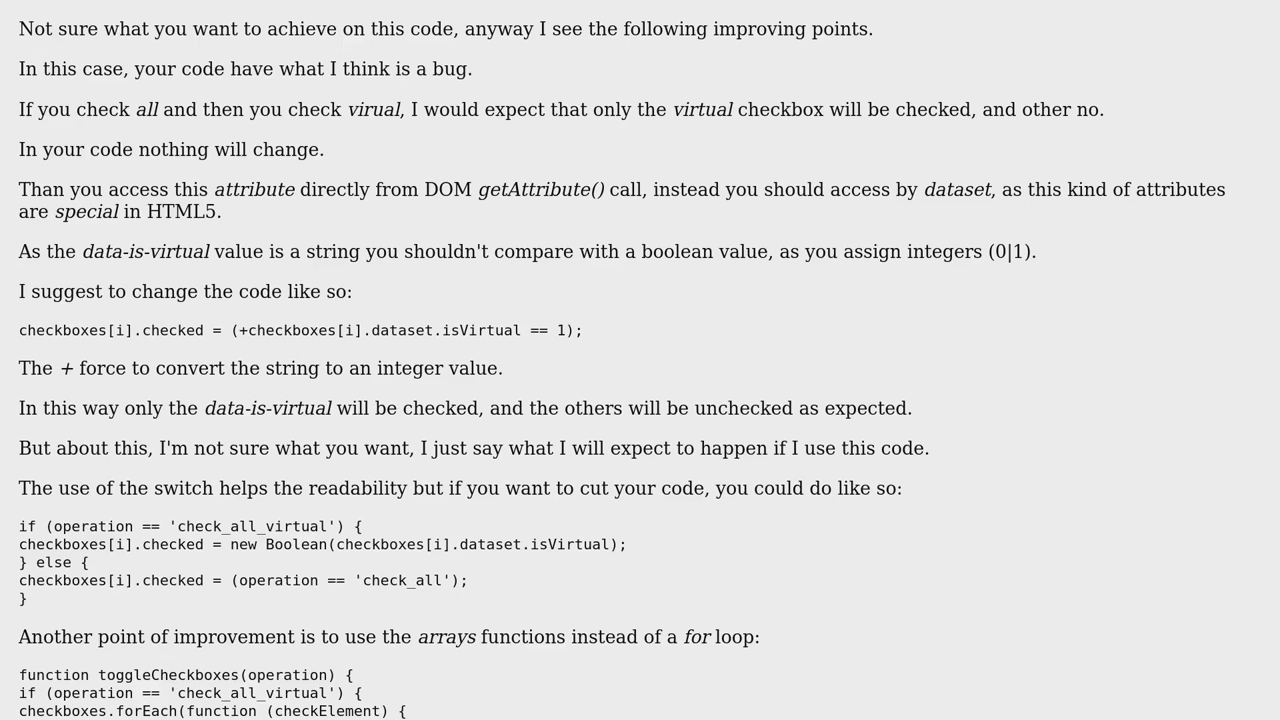 Not sure what you want to achieve on this code, anyway I see the following improving points.
In this case, your code have what I think is a bug.
If you check all and then you check virual, I would expect that only the virtual checkbox will be checked, and other no.
In your code nothing will change.
Than you access this attribute directly from DOM getAttribute() call, instead you should access by dataset, as this kind of attributes
are special in HTML5.
As the data-is-virtual value is a string you shouldn't compare with a boolean value, as you assign integers (0|1).
I suggest to change the code like so:
checkboxes[i].checked = (+checkboxes[i].dataset.isVirtual == 1);
The + force to convert the string to an integer value.
In this way only the data-is-virtual will be checked, and the others will be unchecked as expected.
But about this, I'm not sure what you want, I just say what I will expect to happen if I use this code.
The use of the switch helps the readability but if you want to cut your code, you could do like so:
if (operation == 'check_all_virtual') {
checkboxes[i].checked = new Boolean(checkboxes[i].dataset.isVirtual);
} else {
checkboxes[i].checked = (operation == 'check_all');
}
Another point of improvement is to use the arrays functions instead of a for loop:
function toggleCheckboxes(operation) {
if (operation == 'check_all_virtual') {
checkboxes.forEach(function (checkElement) {